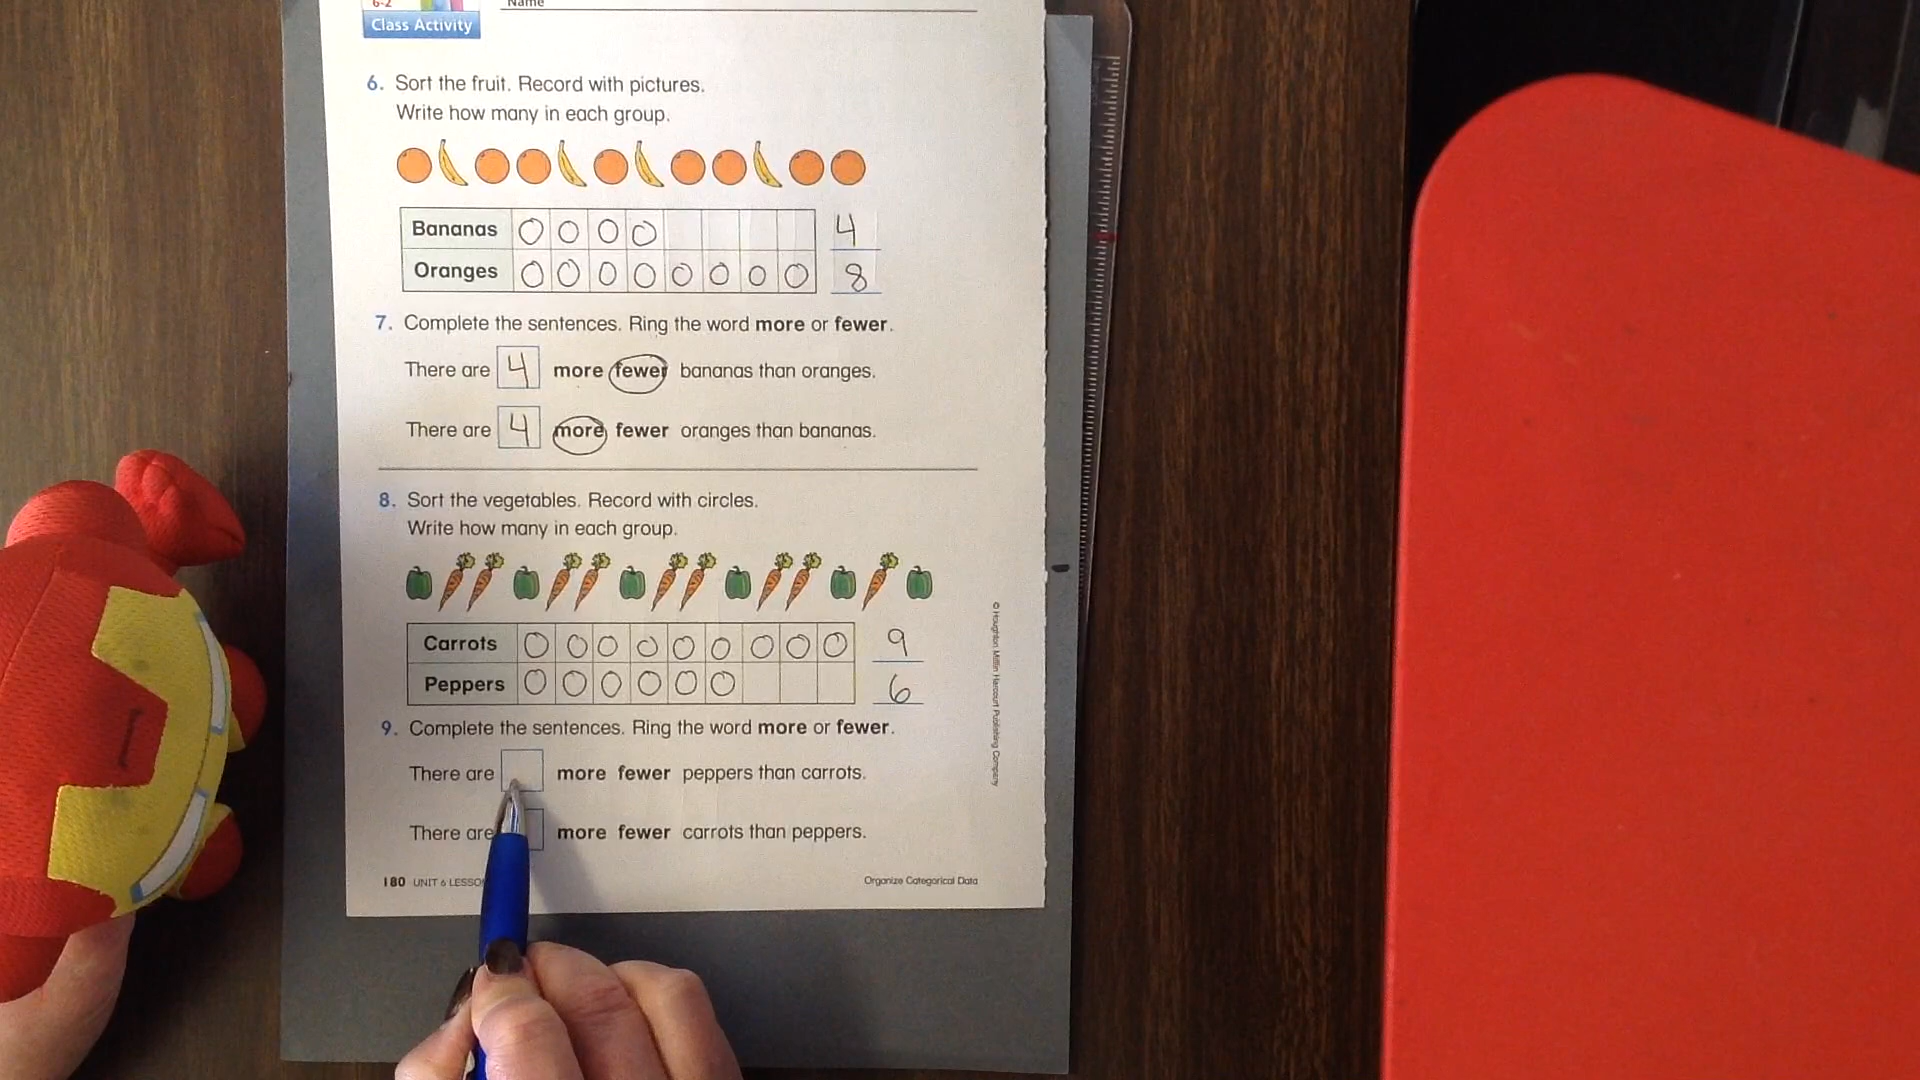 6-2
Class Activity
Name
6. Sort the fruit. Record with pictures.
Write how many in each group.
Bananas 4
Oranges 8
7. Complete the sentences. Ring the word more or fewer.
There are 4 more fewer bananas than oranges.
There are 4 more fewer oranges than bananas.
8. Sort the vegetables. Record with circles.
Write how many in each group.
Carrots 9
Peppers 6
9. Complete the sentences. Ring the word more or fewer.
There are more fewer peppers than carrots.
There are more fewer carrots than peppers.
180 UNIT 6 LESSO
Organize Categorical Data
© Houghton Mifflin Harcourt Publishing Company